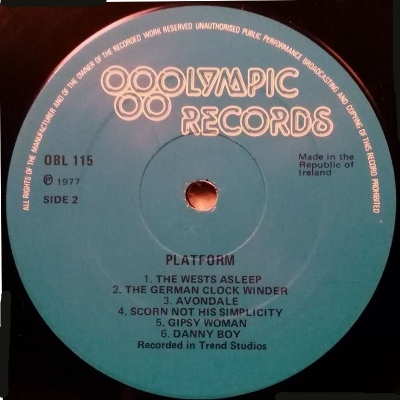 ALL RIGHTS OF THE MANUFACTURER AND OF THE OWNER OF THE RECORDED WORK RESERVED UNAUTHORISED PUBLIC PERFORMANCE BROADCASTING AND COPYING OF THIS RECORD PROHIBITED
OLYMPIC
RECORDS
OBL 115
℗ 1977
SIDE 2
Made in the
Republic of
Ireland
PLATFORM
1. THE WESTS ASLEEP
2. THE GERMAN CLOCK WINDER
3. AVONDALE
4. SCORN NOT HIS SIMPLICITY
5. GIPSY WOMAN
6. DANNY BOY
Recorded in Trend Studios